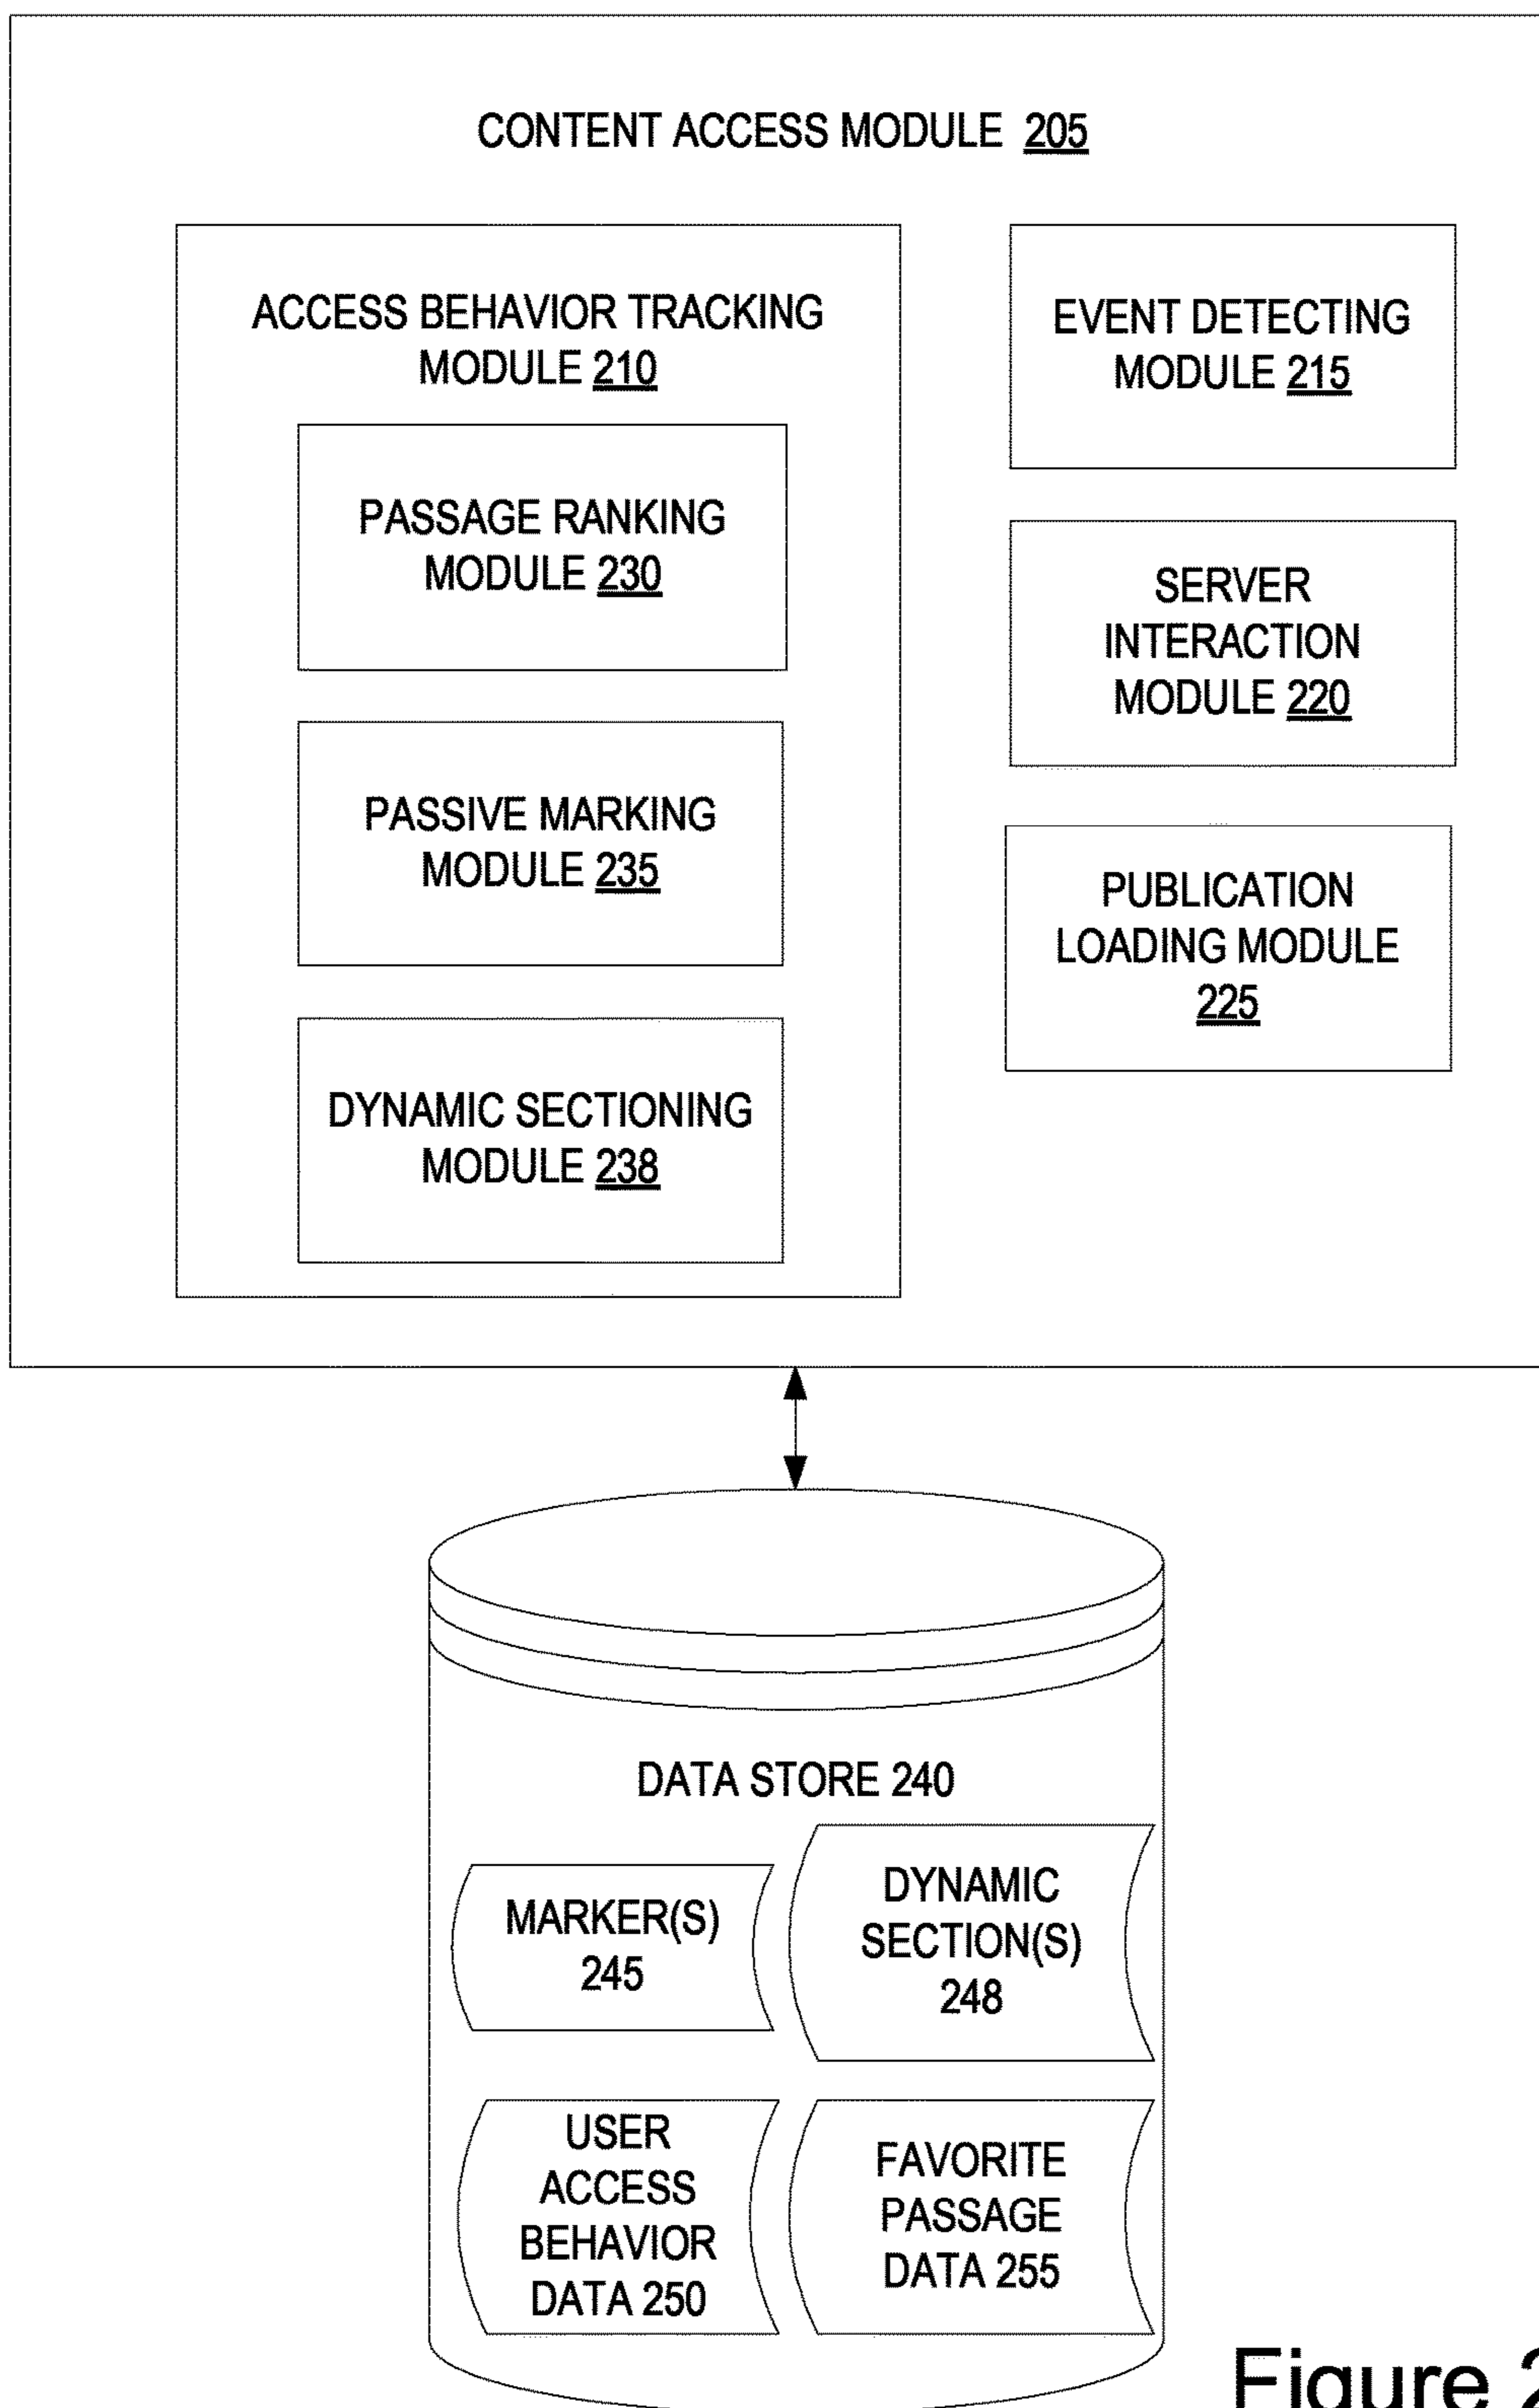 CONTENT ACCESS MODULE 205
ACCESS BEHAVIOR TRACKING
MODULE 210
PASSAGE RANKING
MODULE 230
PASSIVE MARKING
MODULE 235
DYNAMIC SECTIONING
MODULE 238
EVENT DETECTING
MODULE 215
SERVER
INTERACTION
MODULE 220
PUBLICATION
LOADING MODULE
225
DATA STORE 240
MARKER(S)
245
DYNAMIC
SECTION(S)
248
USER
ACCESS
BEHAVIOR
DATA 250
FAVORITE
PASSAGE
DATA 255
Figure 2